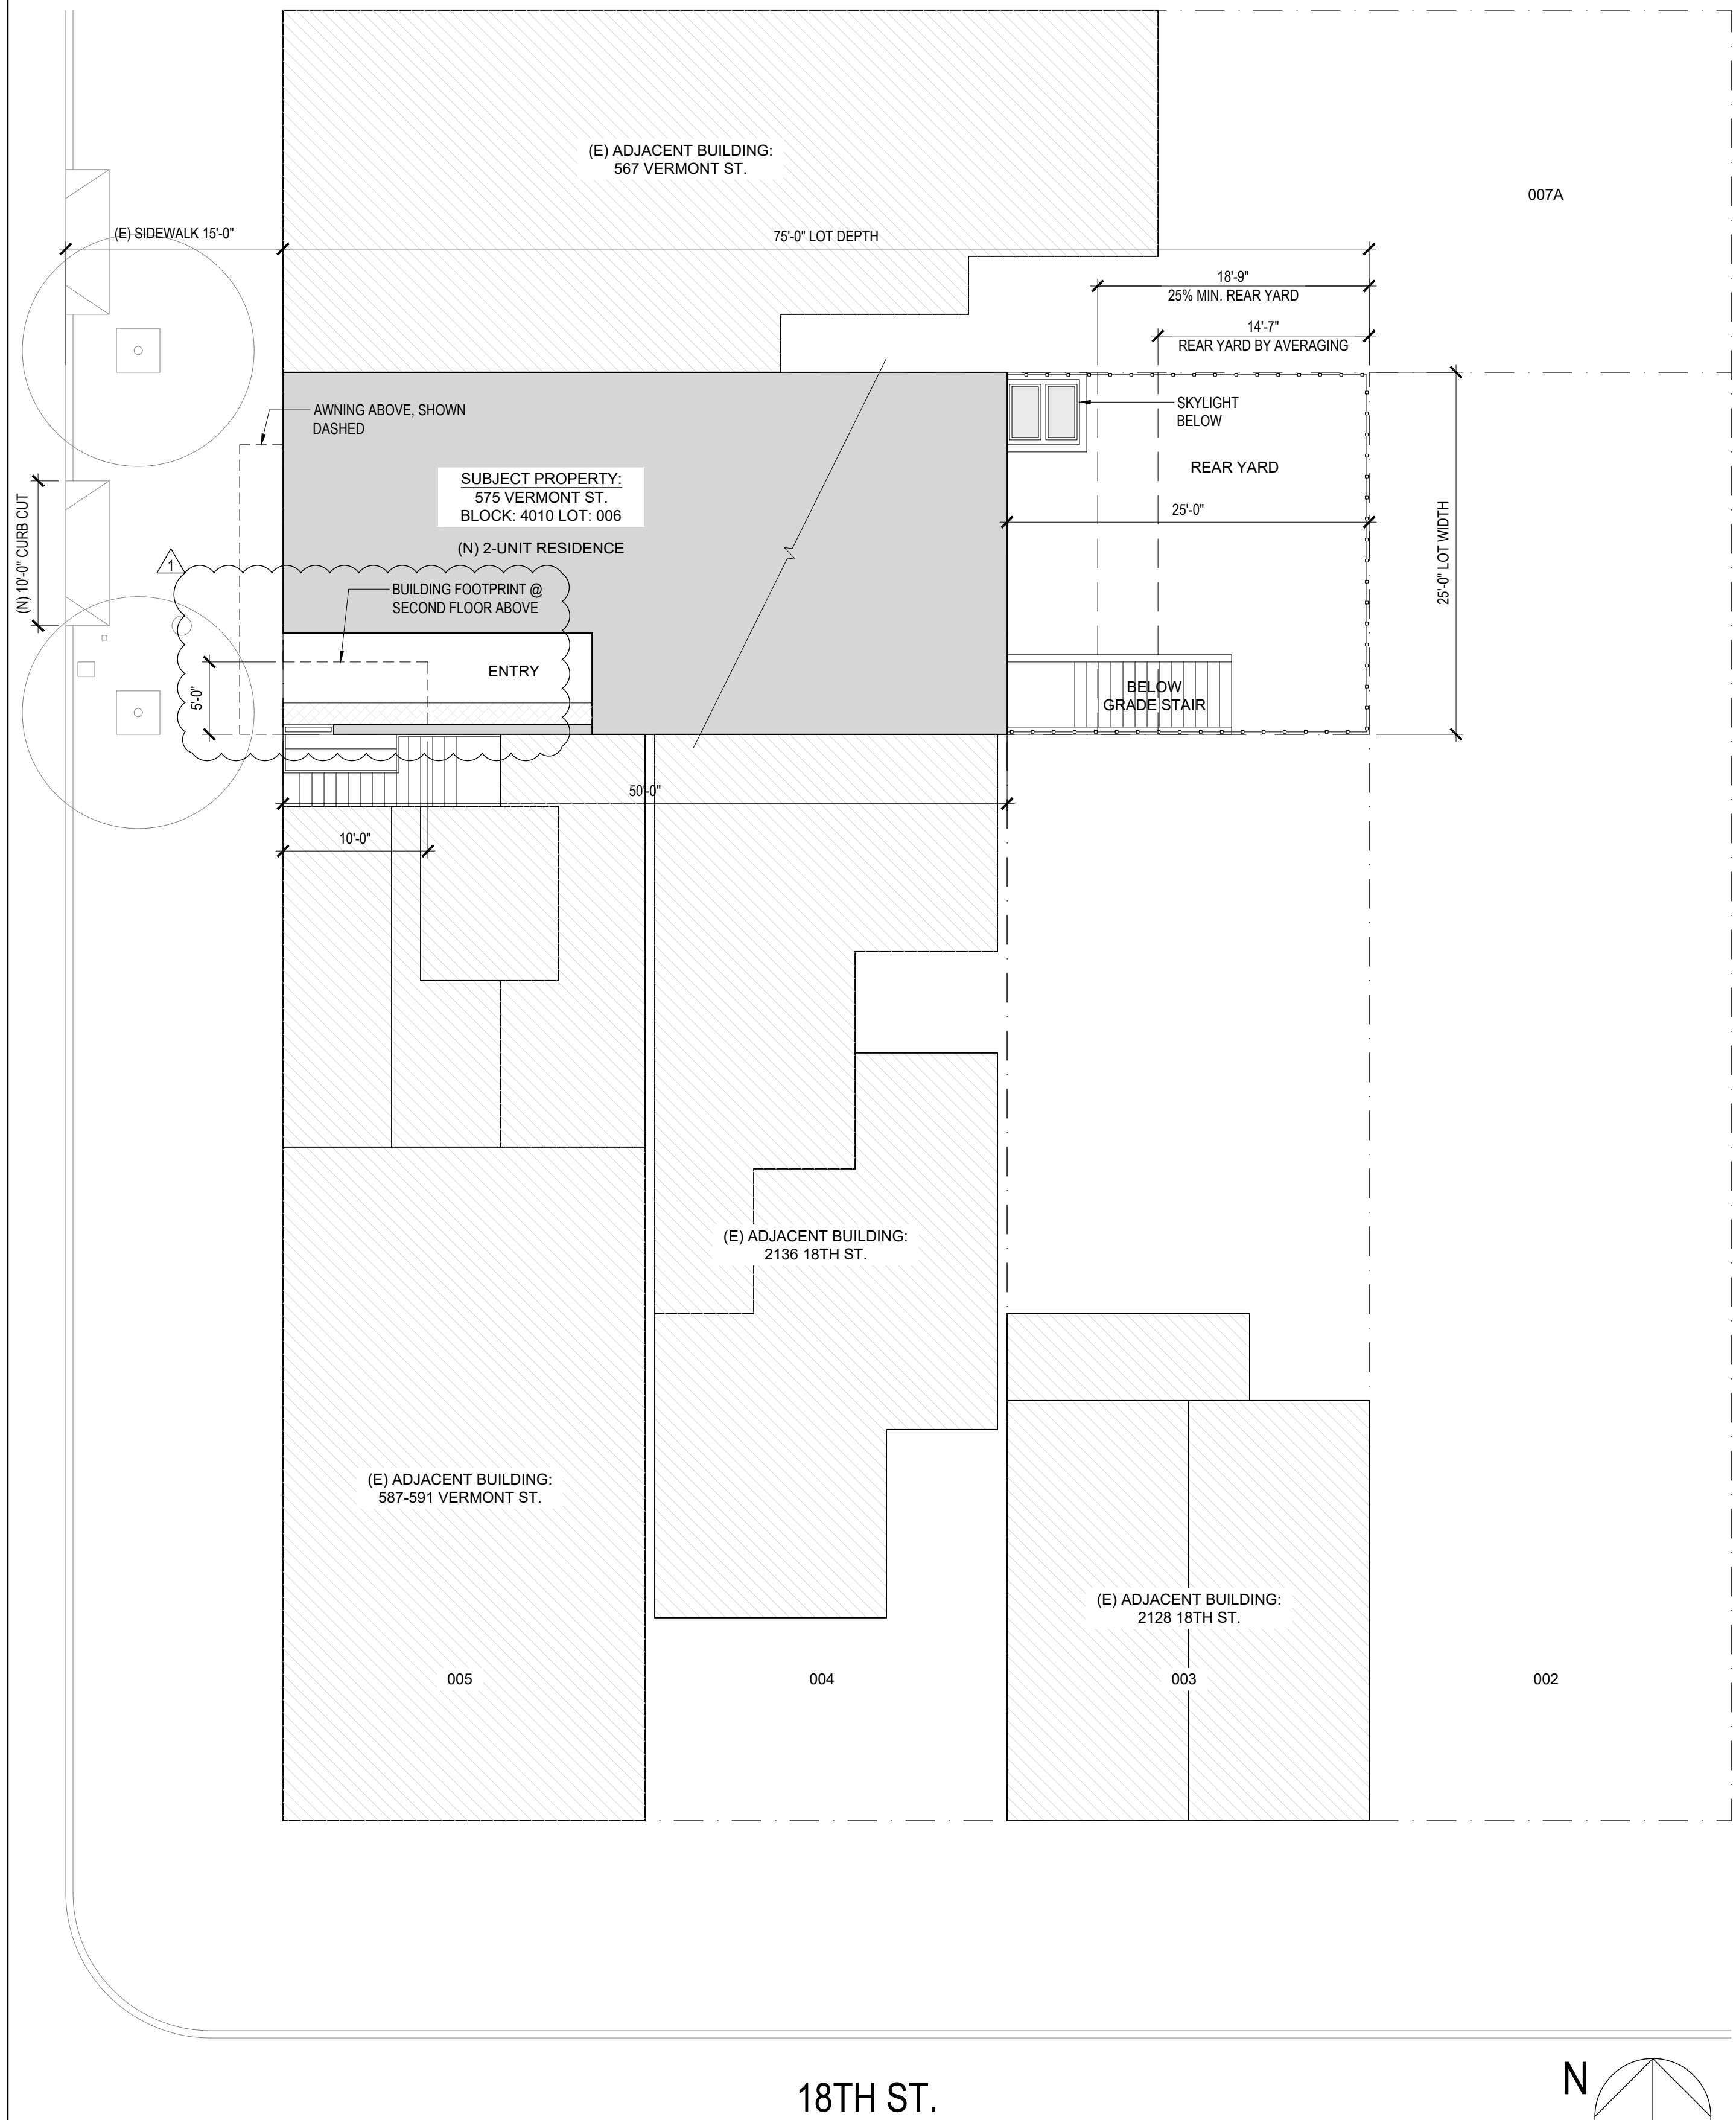 (E) ADJACENT BUILDING:
567 VERMONT ST.
007A
(E) SIDEWALK 15'-0"
75'-0" LOT DEPTH
18'-9"
25% MIN. REAR YARD
14'-7"
REAR YARD BY AVERAGING
AWNING ABOVE, SHOWN
DASHED
SKYLIGHT
BELOW
REAR YARD
SUBJECT PROPERTY:
575 VERMONT ST.
BLOCK: 4010 LOT: 006
(N) 2-UNIT RESIDENCE
25'-0"
25'-0" LOT WIDTH
(N) 10'-0" CURB CUT
1
BUILDING FOOTPRINT @
SECOND FLOOR ABOVE
ENTRY
5'-0"
BELOW
GRADE STAIR
50'-0"
10'-0"
(E) ADJACENT BUILDING:
2136 18TH ST.
(E) ADJACENT BUILDING:
587-591 VERMONT ST.
(E) ADJACENT BUILDING:
2128 18TH ST.
005
004
003
002
18TH ST.
N